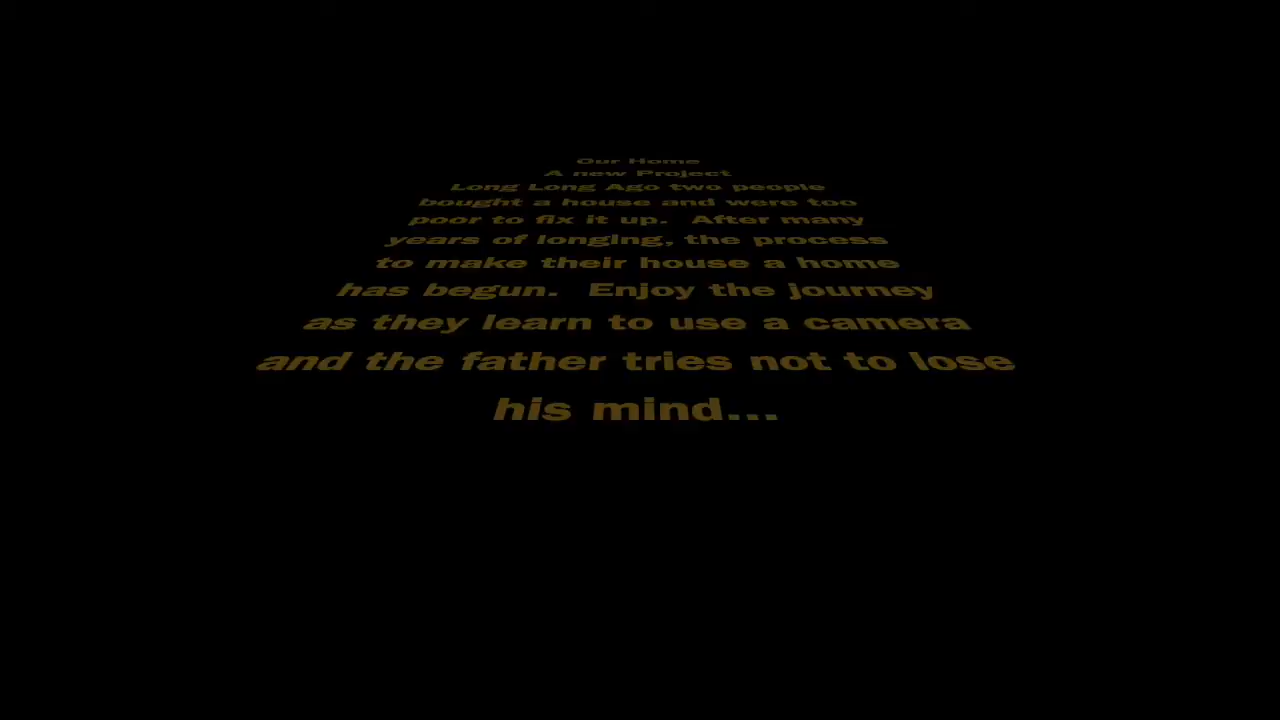 Our Home
A new Project
Long Long Ago two people
bought a house and were too
poor to fix it up.  After many
years of longing, the process
to make their house a home
has begun.  Enjoy the journey
as they learn to use a camera
and the father tries not to lose
his mind...